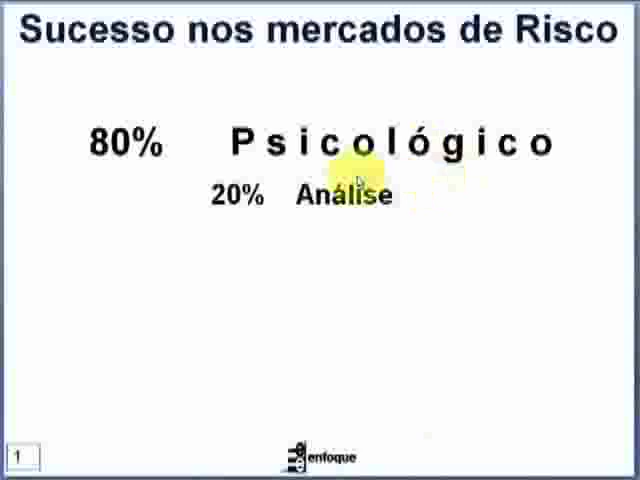 Sucesso nos mercados de Risco
80% Psicológico
20% Análise
1
enfoque